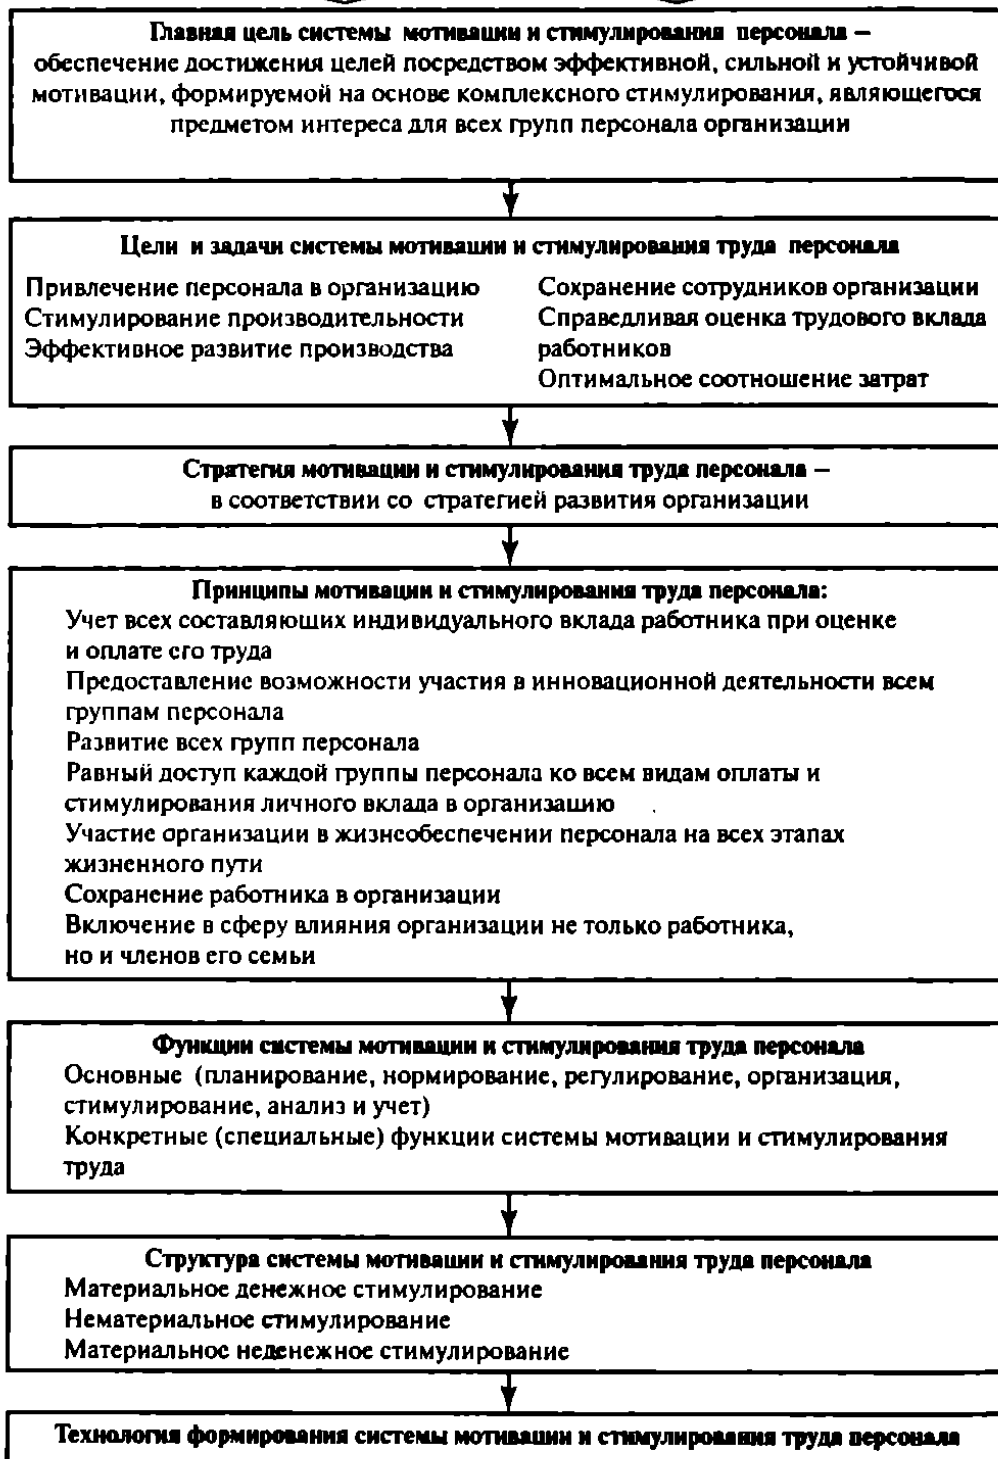 Главная цель системы мотивации и стимулирования персонала –
обеспечение достижения целей посредством эффективной, сильной и устойчивой
мотивации, формируемой на основе комплексного стимулирования, являющегося
предметом интереса для всех групп персонала организации
Цели и задачи системы мотивации и стимулирования труда персонала
Привлечение персонала в организацию
Стимулирование производительности
Эффективное развитие производства
Сохранение сотрудников организации
Справедливая оценка трудового вклада
работников
Оптимальное соотношение затрат
Стратегия мотивации и стимулирования труда персонала –
в соответствии со стратегией развития организации
Принципы мотивации и стимулирования труда персонала:
Учет всех составляющих индивидуального вклада работника при оценке
и оплате его труда
Предоставление возможности участия в инновационной деятельности всем
группам персонала
Развитие всех групп персонала
Равный доступ каждой группы персонала ко всем видам оплаты и
стимулирования личного вклада в организацию
Участие организации в жизнеобеспечении персонала на всех этапах
жизненного пути
Сохранение работника в организации
Включение в сферу влияния организации не только работника,
но и членов его семьи
Функции системы мотивации и стимулирования труда персонала
Основные (планирование, нормирование, регулирование, организация,
стимулирование, анализ и учет)
Конкретные (специальные) функции системы мотивации и стимулирования
труда
Структура системы мотивации и стимулирования труда персонала
Материальное денежное стимулирование
Нематериальное стимулирование
Материальное неденежное стимулирование
Технология формирования системы мотивации и стимулирования труда персонала